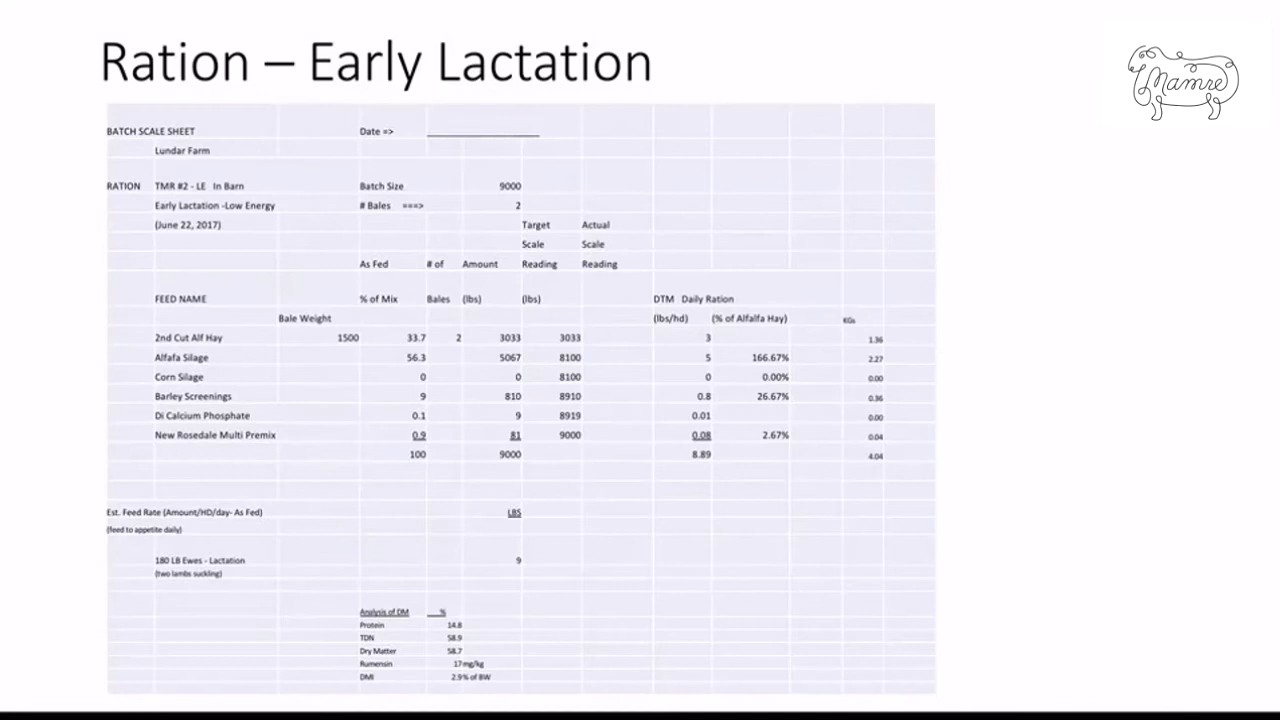 Ration – Early Lactation
Mamre
BATCH SCALE SHEET Date => ____________________
Lundar Farm
RATION TMR #2 - LE In Barn Batch Size 9000
Early Lactation -Low Energy # Bales ===> 2
(June 22, 2017) Target Actual
Scale Scale
As Fed # of Amount Reading Reading
FEED NAME % of Mix Bales (lbs) (lbs) DTM Daily Ration
Bale Weight (lbs/hd) (% of Alfalfa Hay) KGs
2nd Cut Alf Hay 1500 33.7 2 3033 3033 3 1.36
Alfafa Silage 56.3 5067 8100 5 166.67% 2.27
Corn Silage 0 0 8100 0 0.00% 0.00
Barley Screenings 9 810 8910 0.8 26.67% 0.36
Di Calcium Phosphate 0.1 9 8919 0.01 0.00
New Rosedale Multi Premix 0.9 81 9000 0.08 2.67% 0.04
100 9000 8.89 4.04
Est. Feed Rate (Amount/HD/day- As Fed) LBS
(feed to appetite daily)
180 LB Ewes - Lactation 9
(two lambs suckling)
Analysis of DM %
Protein 14.8
TDN 58.9
Dry Matter 58.7
Rumensin 17 mg/kg
DMI 2.9% of BW